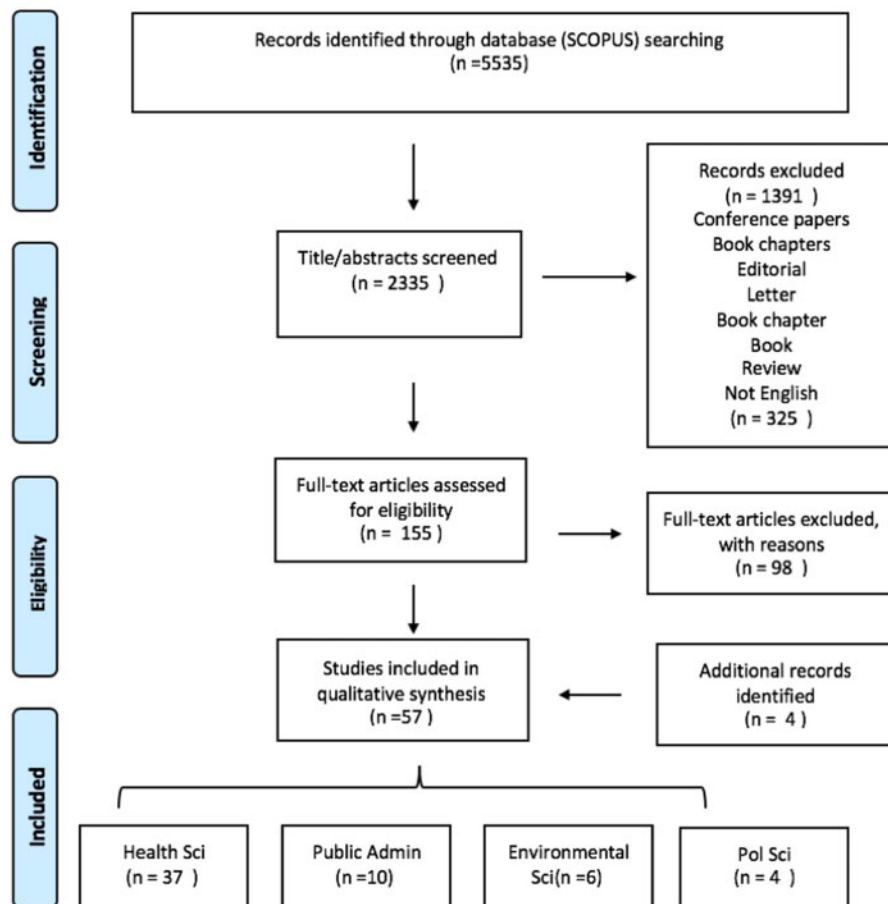 Identification
Records identified through database (SCOPUS) searching
(n =5535)
Records excluded
(n = 1391 )
Conference papers
Book chapters
Editorial
Letter
Book chapter
Book
Review
Not English
(n = 325 )
Screening
Title/abstracts screened
(n = 2335 )
Eligibility
Full-text articles assessed
for eligibility
(n = 155 )
Full-text articles excluded,
with reasons
(n = 98 )
Studies included in
qualitative synthesis
(n =57 )
Additional records
identified
(n = 4 )
Included
Health Sci
(n = 37 )
Public Admin
(n =10)
Environmental
Sci(n =6)
Pol Sci
(n = 4 )